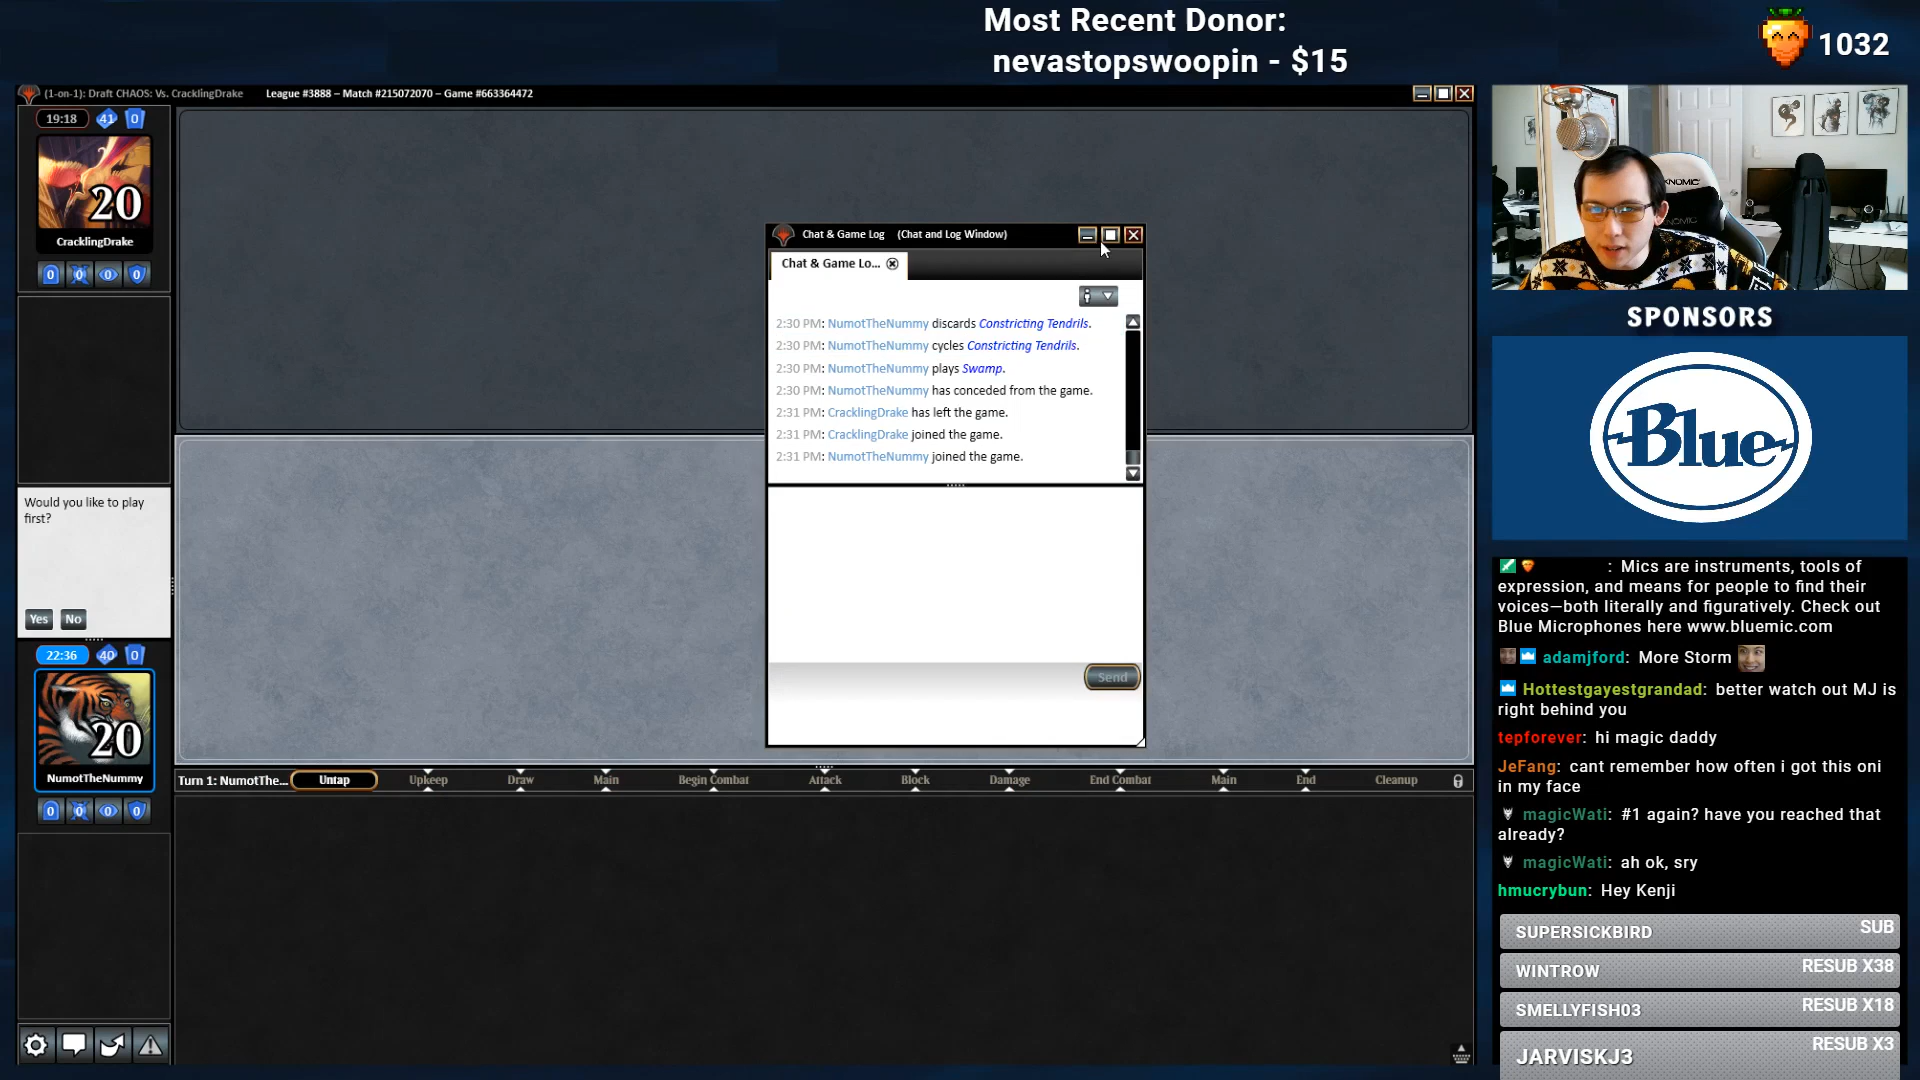 Most Recent Donor:
nevastopswoopin - $15
1032
(1-on-1): Draft CHAOS: Vs. CracklingDrake League #3888 – Match #215072070 – Game #663364472
19:18 41 0
20
CracklingDrake
0 0 0 0
Would you like to play
first?
Yes No
22:36 40 0
20
NumotTheNummy
0 0 0 0
Chat & Game Log (Chat and Log Window)
Chat & Game Lo...
2:30 PM: NumotTheNummy discards Constricting Tendrils.
2:30 PM: NumotTheNummy cycles Constricting Tendrils.
2:30 PM: NumotTheNummy plays Swamp.
2:30 PM: NumotTheNummy has conceded from the game.
2:31 PM: CracklingDrake has left the game.
2:31 PM: CracklingDrake joined the game.
2:31 PM: NumotTheNummy joined the game.
Send
Turn 1: NumotThe... Untap Upkeep Draw Main Begin Combat Attack Block Damage End Combat Main End Cleanup
KNOMIC
KNOMIC
SPONSORS
Blue
: Mics are instruments, tools of
expression, and means for people to find their
voices—both literally and figuratively. Check out
Blue Microphones here www.bluemic.com
adamjford: More Storm
Hottestgayestgrandad: better watch out MJ is
right behind you
tepforever: hi magic daddy
JeFang: cant remember how often i got this oni
in my face
magicWati: #1 again? have you reached that
already?
magicWati: ah ok, sry
hmucrybun: Hey Kenji
SUPERSICKBIRD SUB
WINTROW RESUB X38
SMELLYFISH03 RESUB X18
JARVISKJ3 RESUB X3